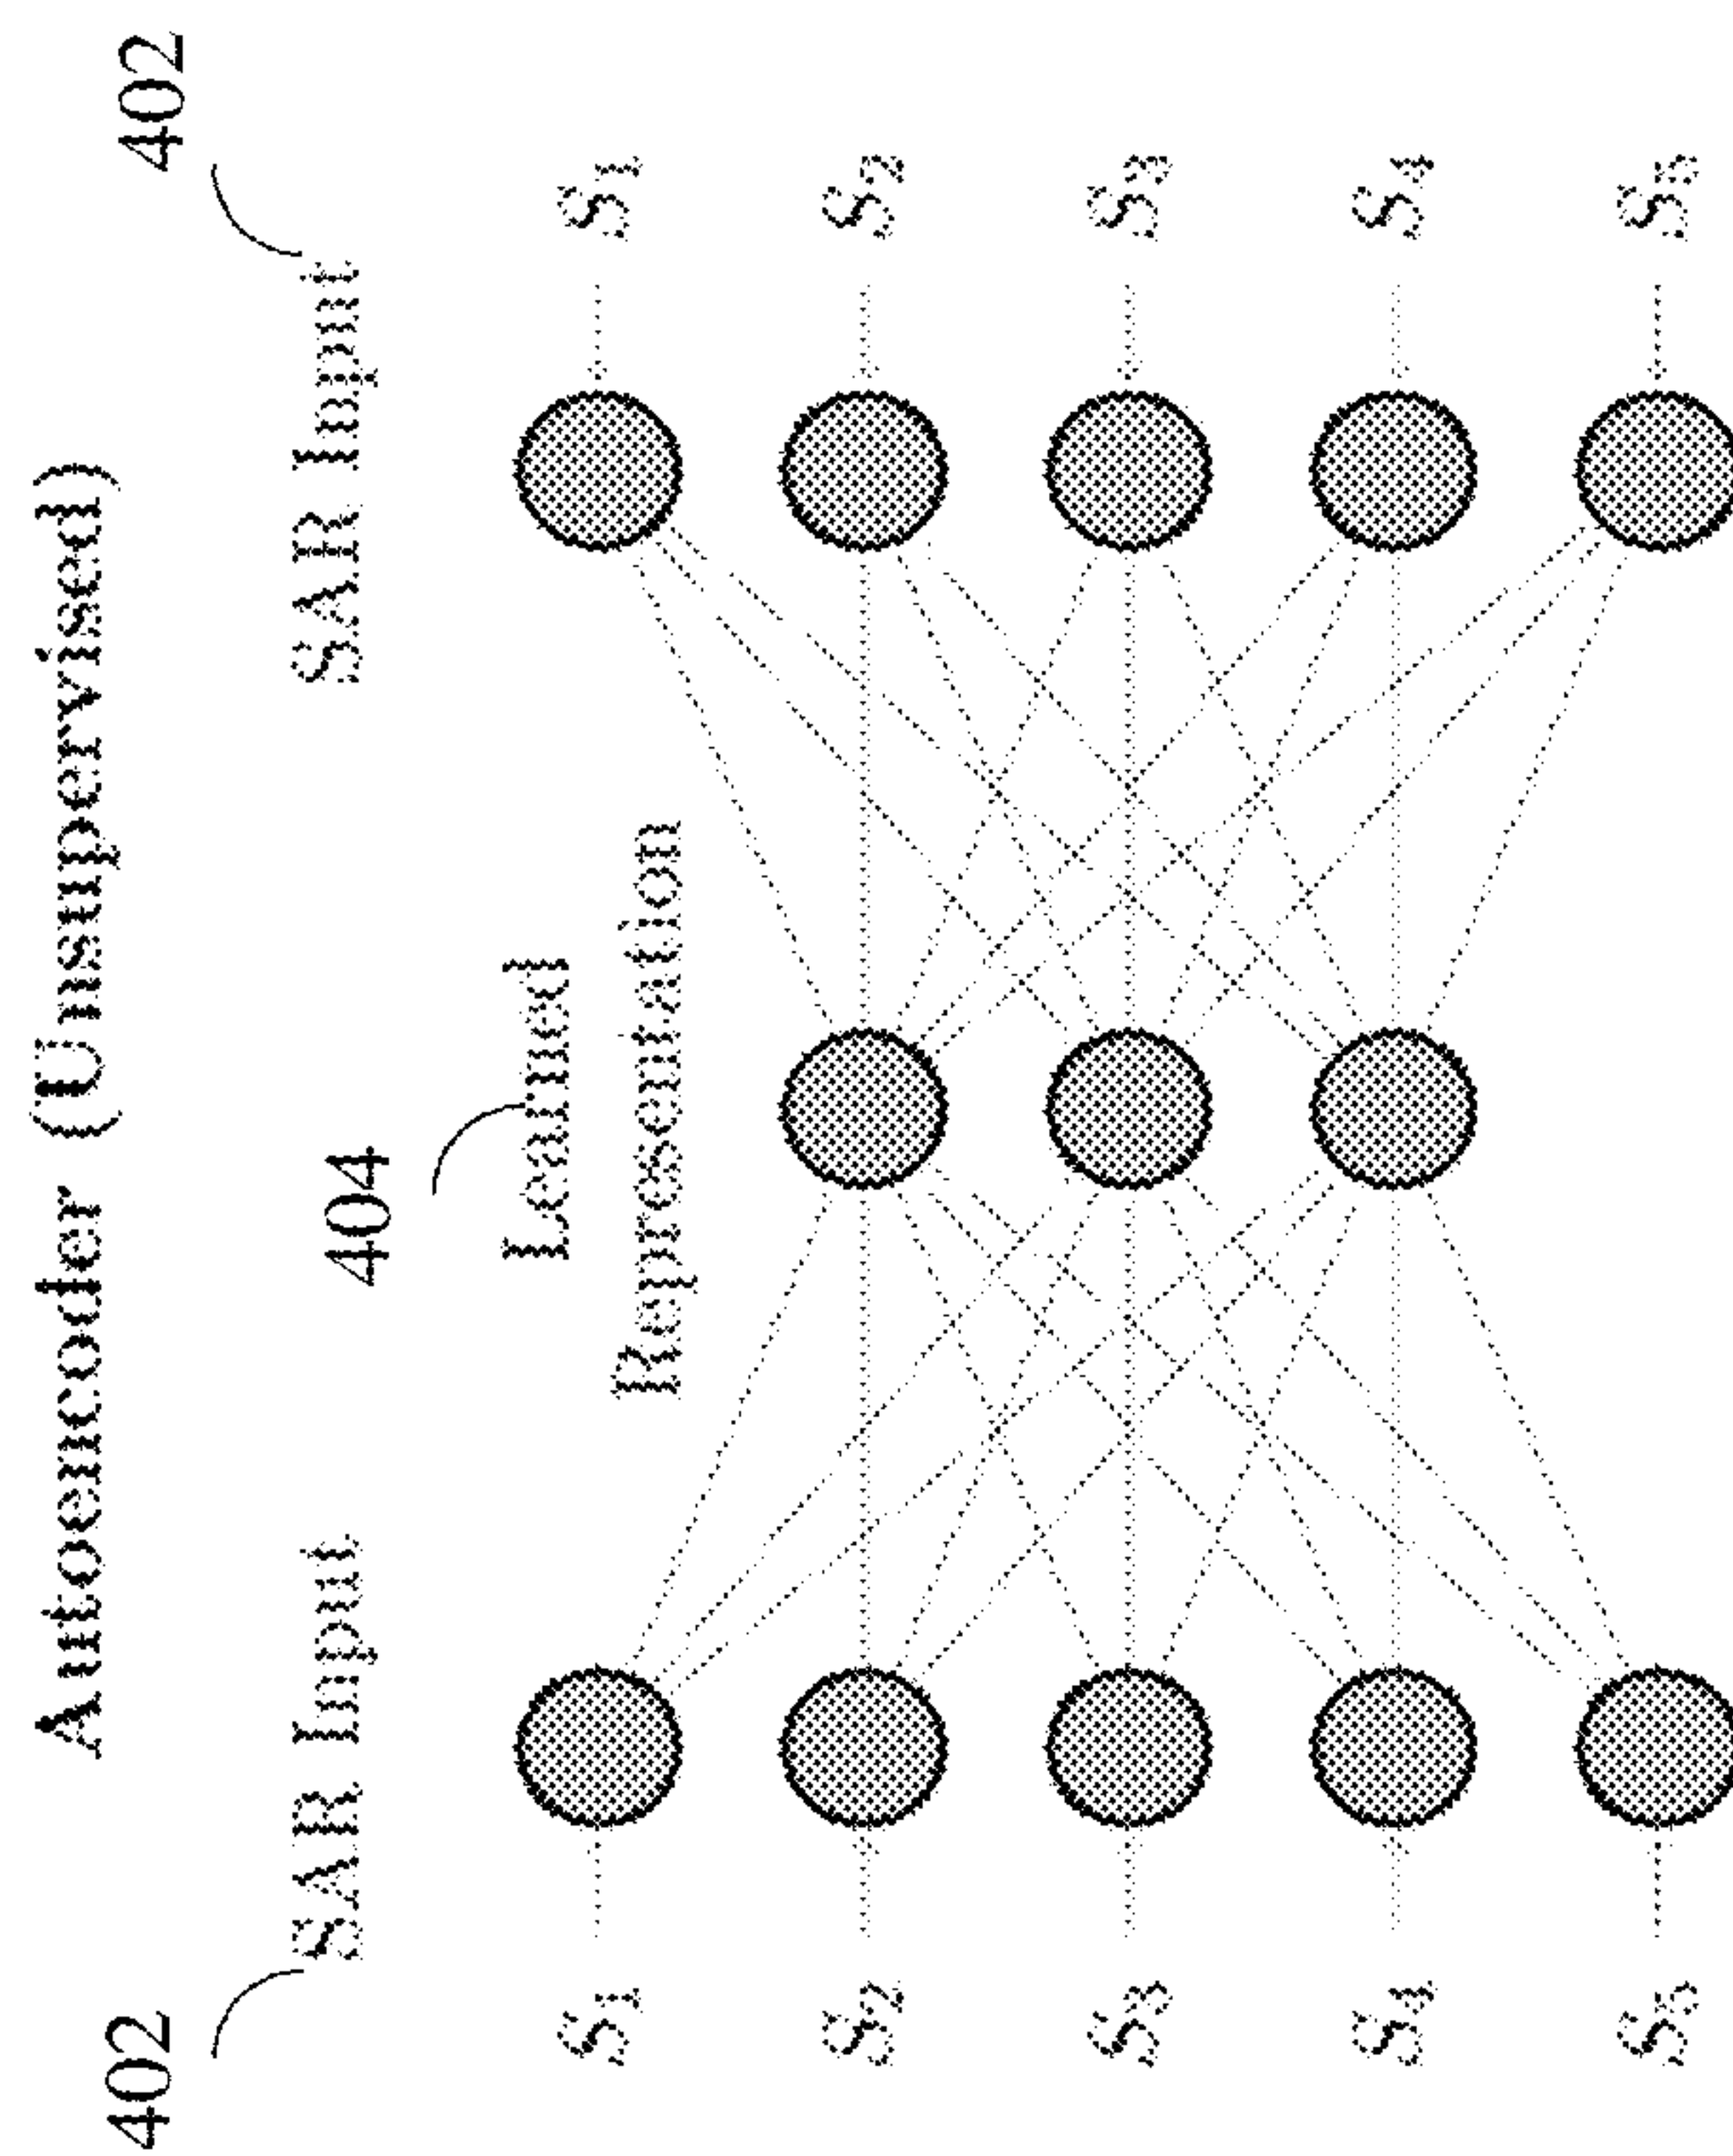 Autoencoder (Unsupervised)
402
SAR Input
404
Learned
Representation
402
SAR Input
S1
S2
S3
S4
S5
S1
S2
S3
S4
S5